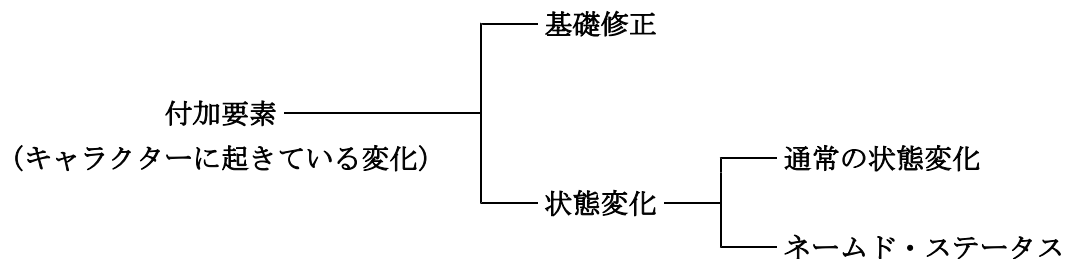 基礎修正
付加要素
(キャラクターに起きている変化)
通常の状態変化
状態変化
ネームド・ステータス